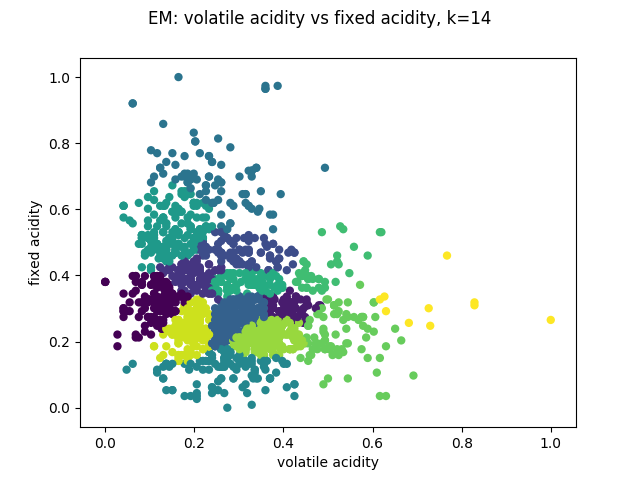 EM: volatile acidity vs fixed acidity, k=14
fixed acidity
1.0
0.8
0.6
0.4
0.2
0.0
0.0 0.2 0.4 0.6 0.8 1.0
volatile acidity